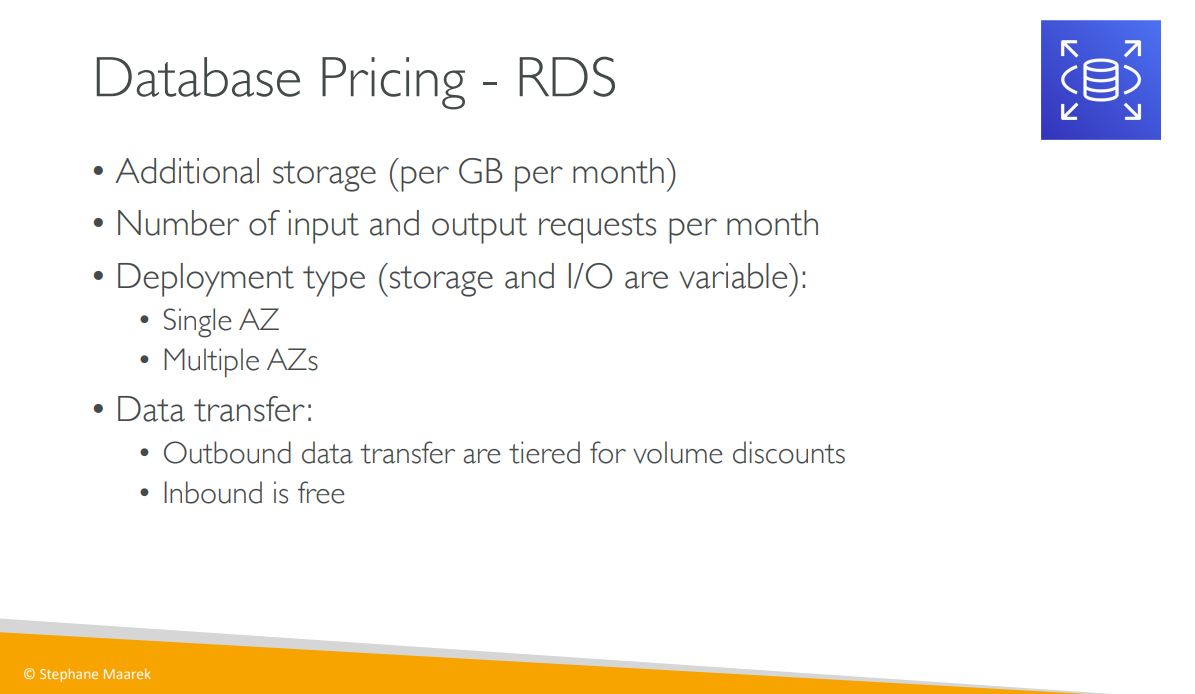 Database Pricing - RDS
• Additional storage (per GB per month)
• Number of input and output requests per month
• Deployment type (storage and I/O are variable):
• Single AZ
• Multiple AZs
• Data transfer:
• Outbound data transfer are tiered for volume discounts
• Inbound is free
© Stephane Maarek